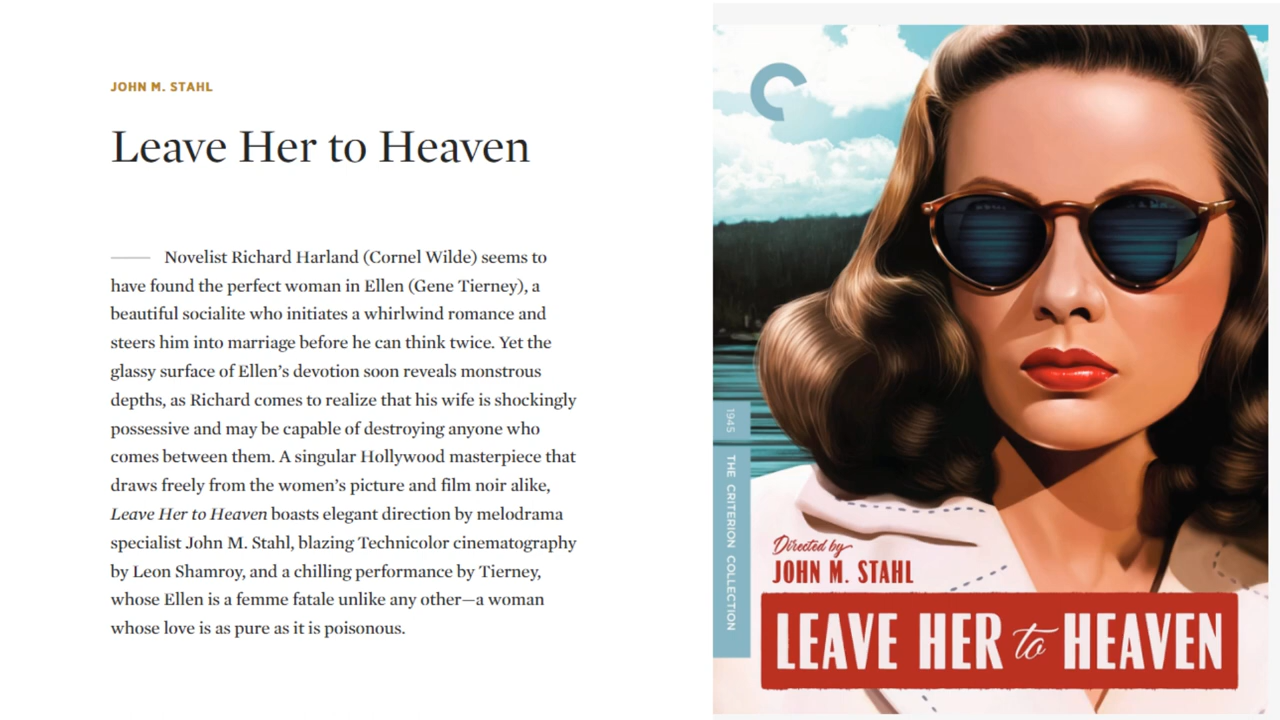 JOHN M. STAHL
Leave Her to Heaven
Novelist Richard Harland (Cornel Wilde) seems to
have found the perfect woman in Ellen (Gene Tierney), a
beautiful socialite who initiates a whirlwind romance and
steers him into marriage before he can think twice. Yet the
glassy surface of Ellen’s devotion soon reveals monstrous
depths, as Richard comes to realize that his wife is shockingly
possessive and may be capable of destroying anyone who
comes between them. A singular Hollywood masterpiece that
draws freely from the women’s picture and film noir alike,
Leave Her to Heaven boasts elegant direction by melodrama
specialist John M. Stahl, blazing Technicolor cinematography
by Leon Shamroy, and a chilling performance by Tierney,
whose Ellen is a femme fatale unlike any other—a woman
whose love is as pure as it is poisonous.
1945 THE CRITERION COLLECTION
Directed by
JOHN M. STAHL
LEAVE HER to HEAVEN